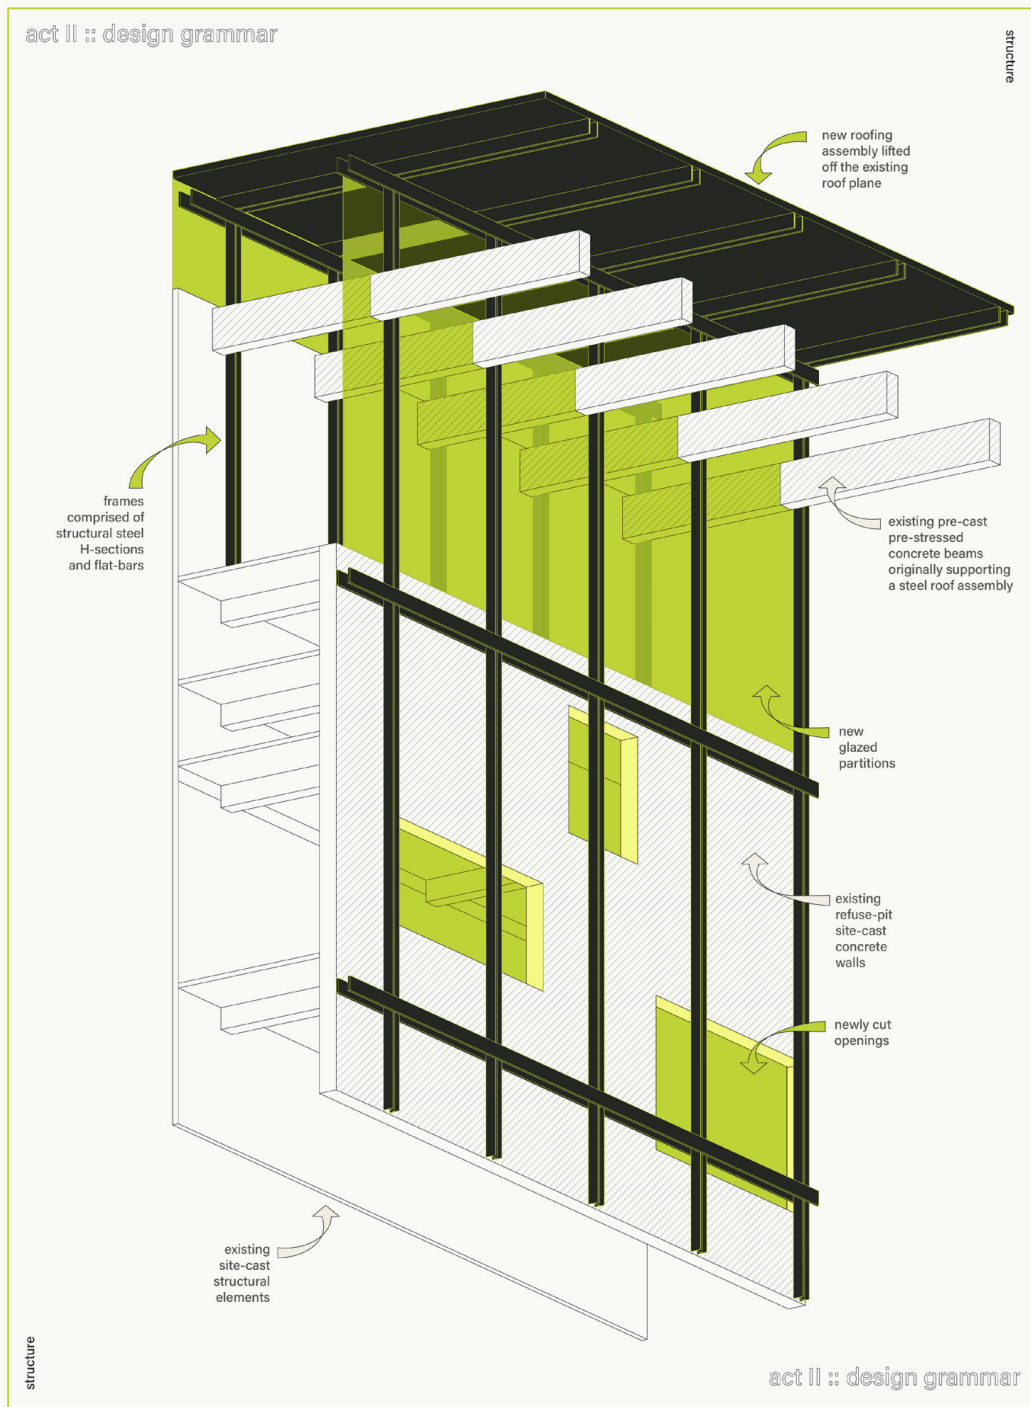 act II :: design grammar
structure
new roofing
assembly lifted
off the existing
roof plane
frames
comprised of
structural steel
H-sections
and flat-bars
existing pre-cast
pre-stressed
concrete beams
originally supporting
a steel roof assembly
new
glazed
partitions
existing
refuse-pit
site-cast
concrete
walls
newly cut
openings
existing
site-cast
structural
elements
structure
act II :: design grammar